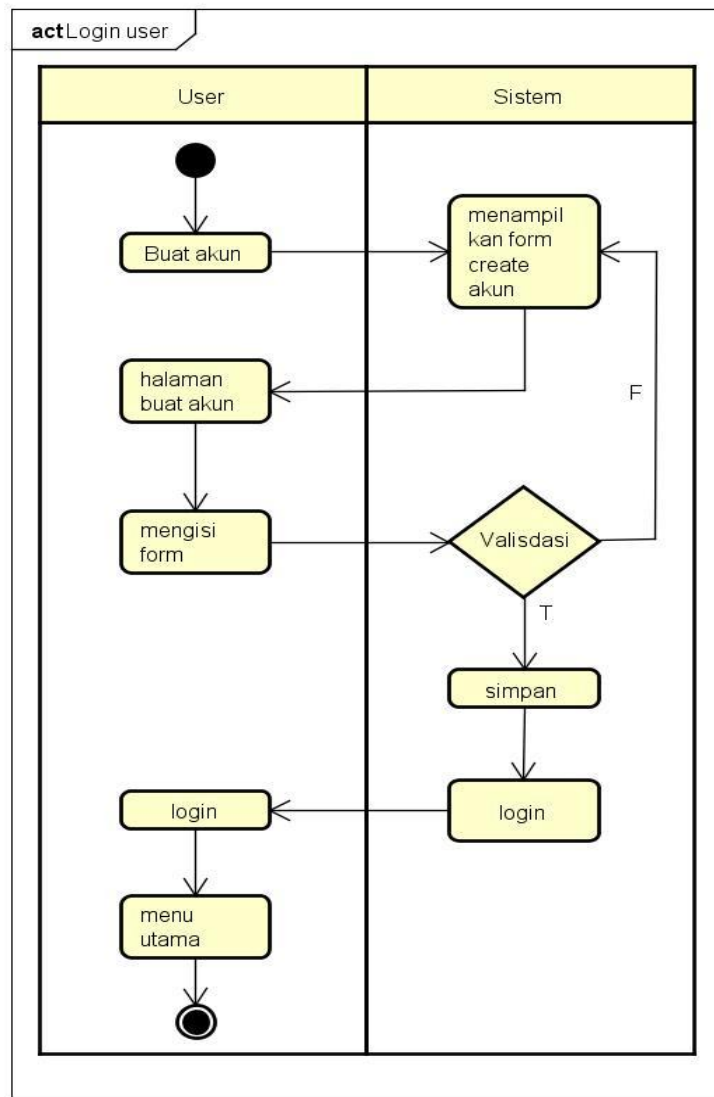 act Login user
User
Sistem
Buat akun
menampil
kan form
create
akun
halaman
buat akun
F
mengisi
form
Valisdasi
T
simpan
login
login
menu
utama